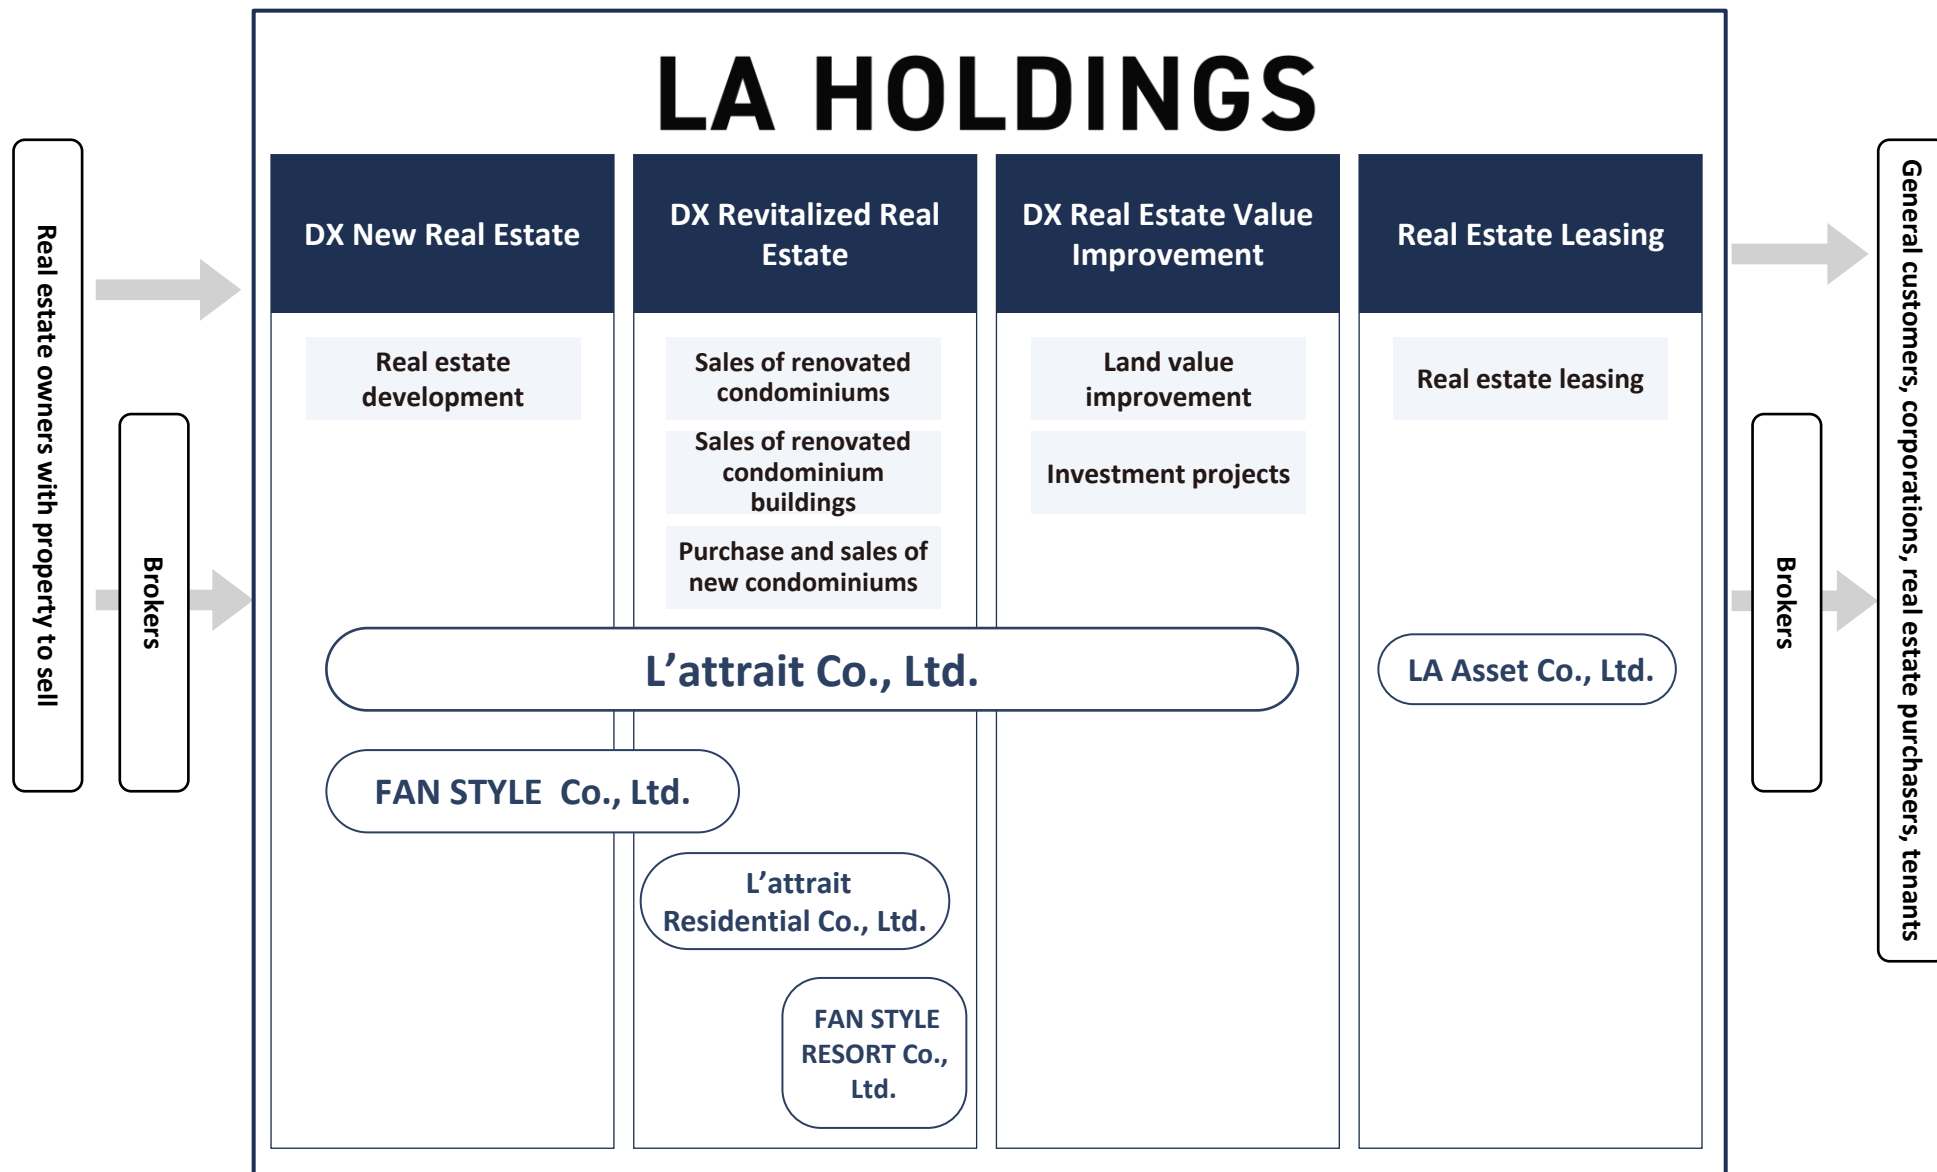 LA HOLDINGS
Real estate owners with property to sell
Brokers
DX New Real Estate
Real estate
development
DX Revitalized Real
Estate
Sales of renovated
condominiums
Sales of renovated
condominium
buildings
Purchase and sales of
new condominiums
DX Real Estate Value
Improvement
Land value
improvement
Investment projects
Real Estate Leasing
Real estate leasing
L’attrait Co., Ltd.
LA Asset Co., Ltd.
FAN STYLE Co., Ltd.
L’attrait
Residential Co., Ltd.
FAN STYLE
RESORT Co.,
Ltd.
Brokers
General customers, corporations, real estate purchasers, tenants